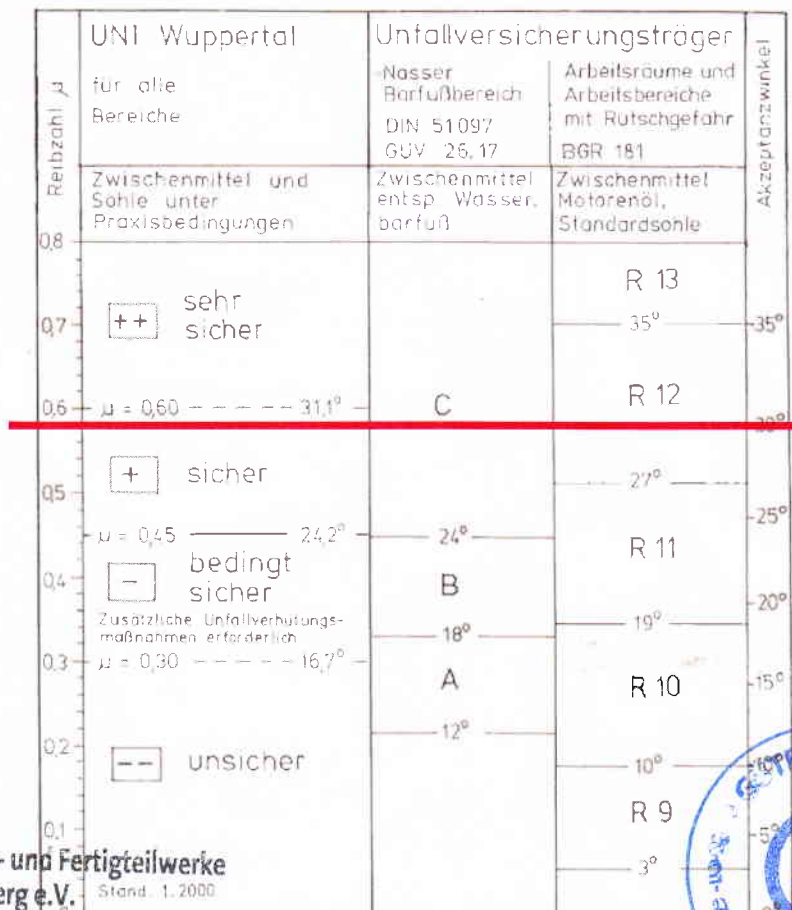 UNI Wuppertal
für alle
Bereiche
Unfallversicherungsträger
Nasser
Barfußbereich
DIN 51097
GUV 26.17
Arbeitsräume und
Arbeitsbereiche
mit Rutschgefahr
BGR 181
Reibzahl µ
Akzeptanzwinkel
Zwischenmittel und
Sohle unter
Praxisbedingungen
Zwischenmittel
entsp. Wasser,
barfuß
Zwischenmittel
Motorenöl,
Standardsohle
0,8
R 13
++ sehr
sicher
0,7
35°
35°
R 12
0,6
µ = 0,60 - - - - - 31,1°
C
30°
+ sicher
27°
0,5
25°
µ = 0,45 24,2°
24°
R 11
- bedingt
sicher
0,4
B
20°
Zusätzliche Unfallverhütungs-
maßnahmen erforderlich
19°
18°
0,3
µ = 0,30 - - - - - 16,7°
A
R 10
15°
12°
0,2
-- unsicher
10°
10°
R 9
0,1
5°
- und Fertigteilwerke
3°
erg e.V.
Stand. 1.2000